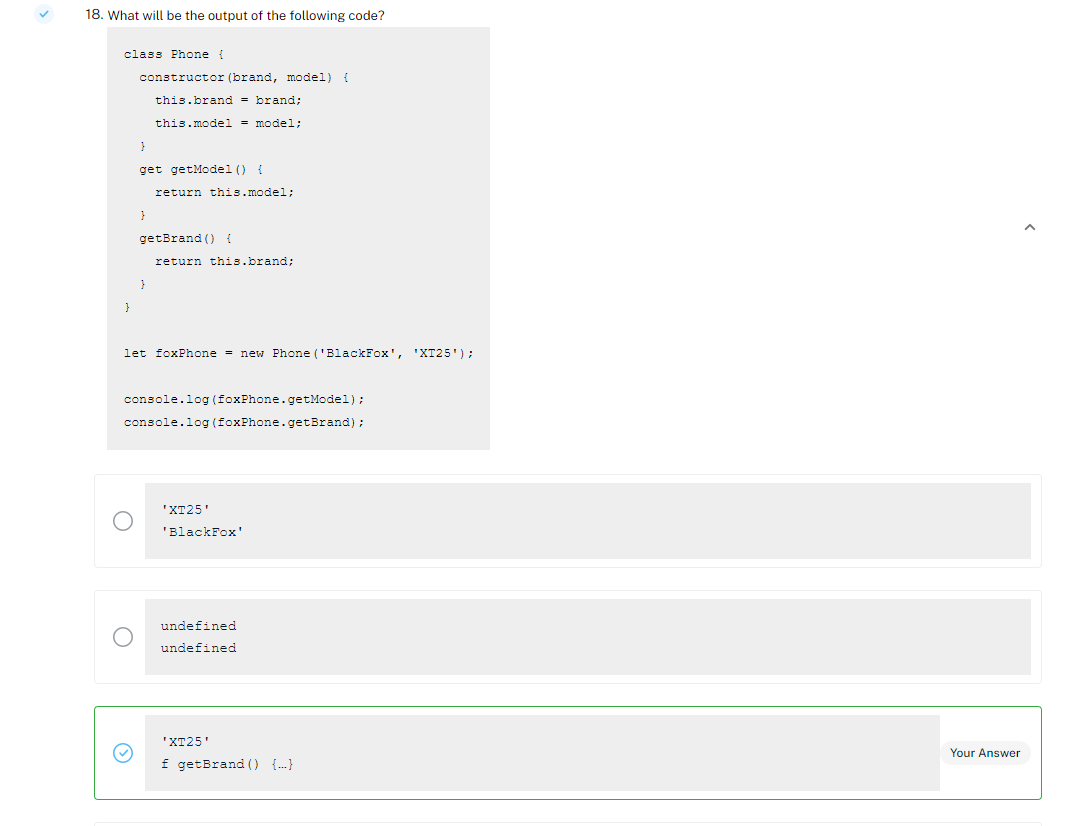 18. What will be the output of the following code?
class Phone {
  constructor(brand, model) {
    this.brand = brand;
    this.model = model;
  }
  get getModel() {
    return this.model;
  }
  getBrand() {
    return this.brand;
  }
}
let foxPhone = new Phone('BlackFox', 'XT25');
console.log(foxPhone.getModel);
console.log(foxPhone.getBrand);
'XT25'
'BlackFox'
undefined
undefined
'XT25'
f getBrand() {…}
Your Answer